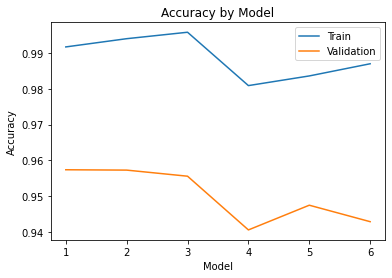 Accuracy by Model
Train
Validation
Accuracy
0.99
0.98
0.97
0.96
0.95
0.94
1 2 3 4 5 6
Model